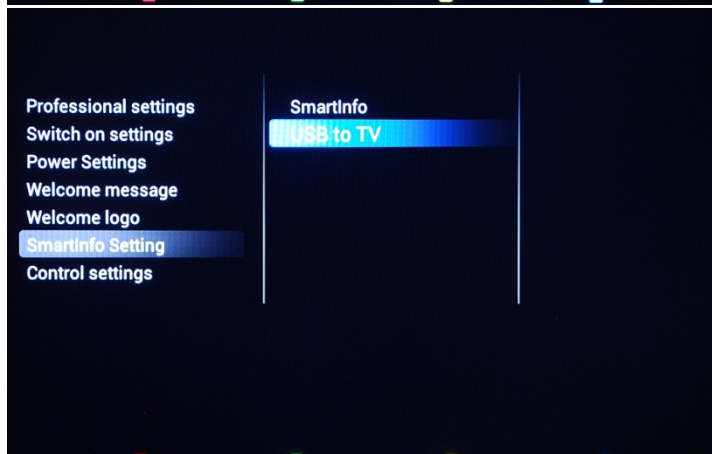 Professional settings
Switch on settings
Power Settings
Welcome message
Welcome logo
SmartInfo Setting
Control settings
SmartInfo
USB to TV